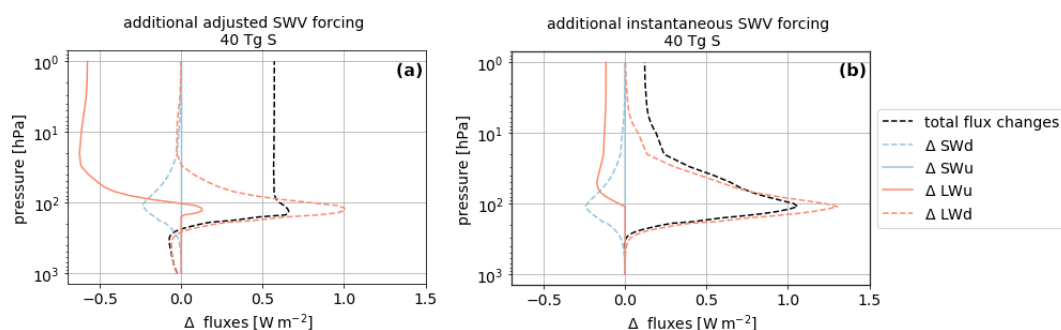 additional adjusted SWV forcing
40 Tg S
(a)
pressure [hPa]
10⁰
10¹
10²
10³
−0.5 0.0 0.5 1.0 1.5
Δ fluxes [W m⁻²]
additional instantaneous SWV forcing
40 Tg S
(b)
pressure [hPa]
10⁰
10¹
10²
10³
−0.5 0.0 0.5 1.0 1.5
Δ fluxes [W m⁻²]
total flux changes
Δ SWd
Δ SWu
Δ LWu
Δ LWd